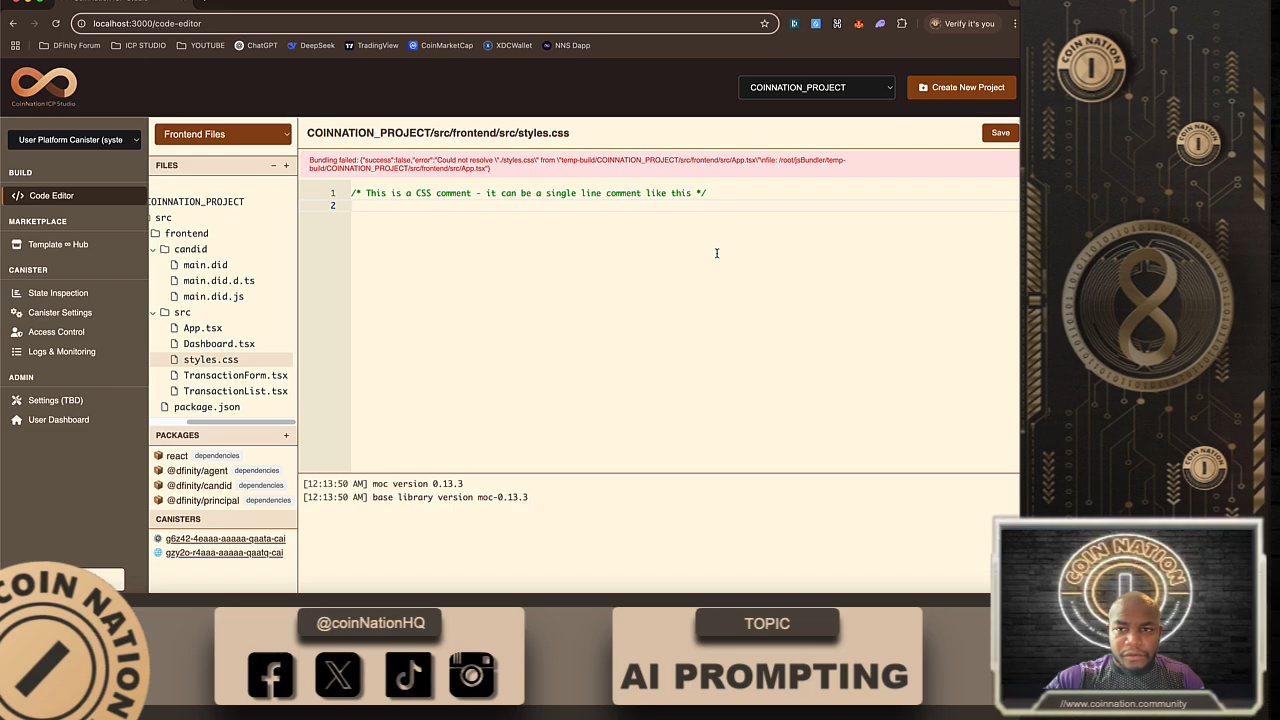 localhost:3000/code-editor
Verify it's you
DFinity Forum
ICP STUDIO
YOUTUBE
ChatGPT
DeepSeek
TradingView
CoinMarketCap
XDCWallet
NNS Dapp
CoinNation ICP Studio
COINNATION_PROJECT
Create New Project
User Platform Canister (syste
BUILD
Code Editor
MARKETPLACE
Template ∞ Hub
CANISTER
State Inspection
Canister Settings
Access Control
Logs & Monitoring
ADMIN
Settings (TBD)
User Dashboard
Frontend Files
FILES
− +
COINNATION_PROJECT
src
frontend
candid
main.did
main.did.d.ts
main.did.js
src
App.tsx
Dashboard.tsx
styles.css
TransactionForm.tsx
TransactionList.tsx
package.json
PACKAGES +
react dependencies
@dfinity/agent dependencies
@dfinity/candid dependencies
@dfinity/principal dependencies
CANISTERS
g6z42-4eaaa-aaaaa-qaata-cai
gzy2o-r4aaa-aaaaa-qaatq-cai
COINNATION_PROJECT/src/frontend/src/styles.css
Save
Bundling failed: {"success":false,"error":"Could not resolve \"./styles.css\" from \"temp-build/COINNATION_PROJECT/src/frontend/src/App.tsx\"\nfile: /root/jsBundler/temp-
build/COINNATION_PROJECT/src/frontend/src/App.tsx"}
1 /* This is a CSS comment - it can be a single line comment like this */
2
[12:13:50 AM] moc version 0.13.3
[12:13:50 AM] base library version moc-0.13.3
COIN NATION
@coinNationHQ
TOPIC
AI PROMPTING
COIN NATION
COIN NATION
//www.coinnation.community